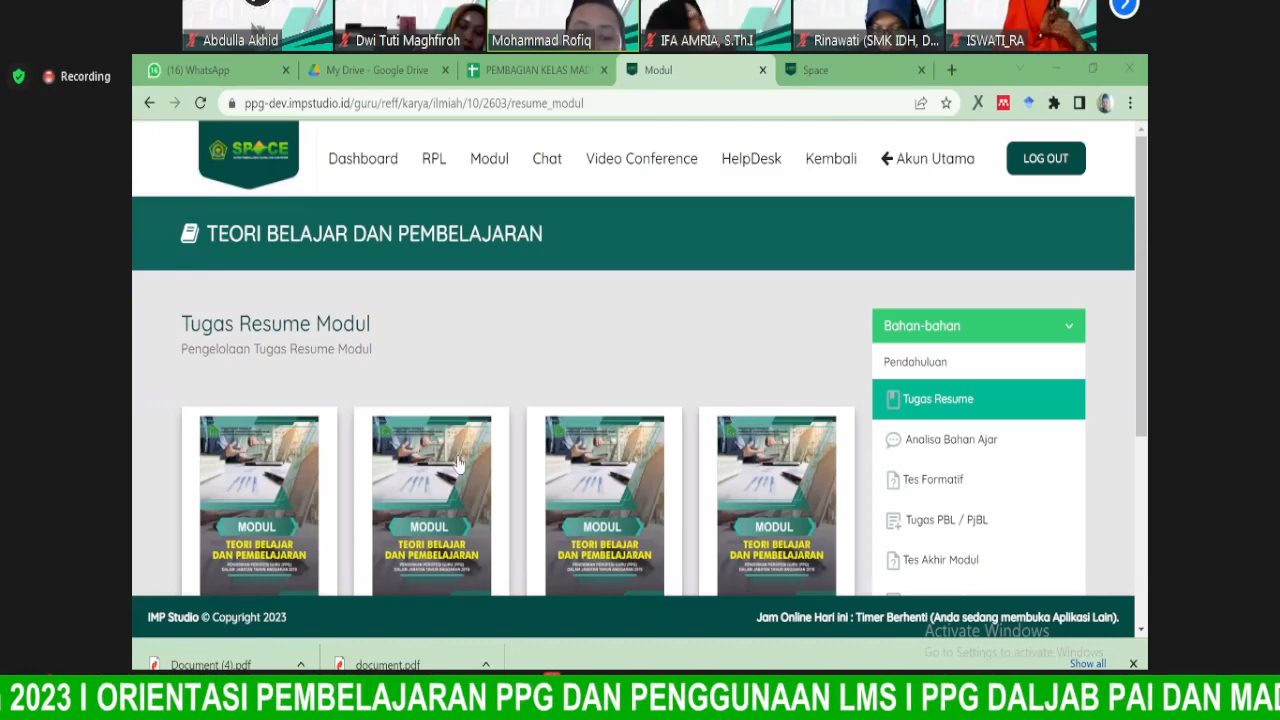 Abdulla Akhid
Dwi Tuti Maghfiroh
Mohammad Rofiq
IFA AMRIA, S.Th.I
Rinawati (SMK IDH, D...
ISWATI_RA
Recording
(16) WhatsApp
My Drive - Google Drive
PEMBAGIAN KELAS MAD
Modul
Space
ppg-dev.impstudio.id/guru/reff/karya/ilmiah/10/2603/resume_modul
SPACE
Dashboard
RPL
Modul
Chat
Video Conference
HelpDesk
Kembali
Akun Utama
LOG OUT
TEORI BELAJAR DAN PEMBELAJARAN
Tugas Resume Modul
Pengelolaan Tugas Resume Modul
Bahan-bahan
Pendahuluan
Tugas Resume
Analisa Bahan Ajar
Tes Formatif
Tugas PBL / PjBL
Tes Akhir Modul
MODUL
TEORI BELAJAR
DAN PEMBELAJARAN
MODUL
TEORI BELAJAR
DAN PEMBELAJARAN
MODUL
TEORI BELAJAR
DAN PEMBELAJARAN
MODUL
TEORI BELAJAR
DAN PEMBELAJARAN
IMP Studio © Copyright 2023
Jam Online Hari ini : Timer Berhenti (Anda sedang membuka Aplikasi Lain).
Activate Windows
Go to Settings to activate Windows.
Document (4).pdf
document.pdf
Show all
2023 I ORIENTASI PEMBELAJARAN PPG DAN PENGGUNAAN LMS I PPG DALJAB PAI DAN MAD